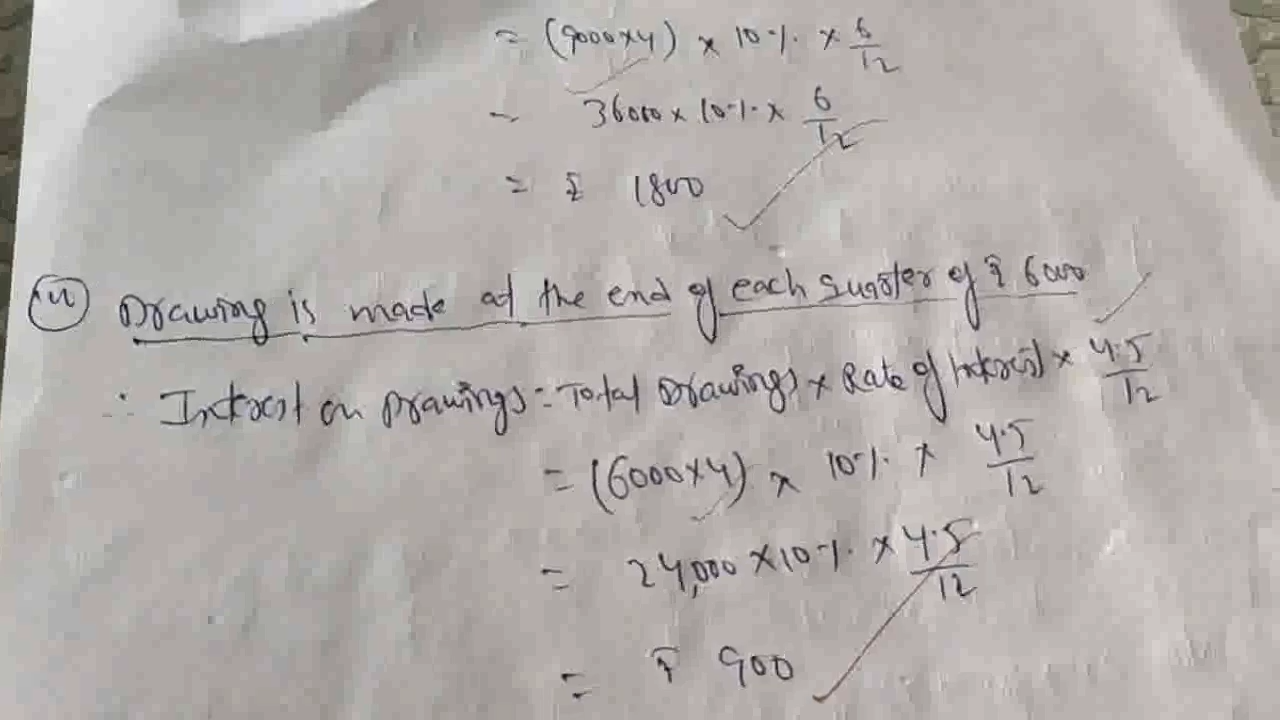 = (9000×4) × 10% × 6/12
= 36000 × 10% × 6/12
= ₹ 1800
Drawing is made at the end of each Quarter of ₹ 6000
∴ Interest on Drawings = Total Drawings × Rate of Interest × 4.5/12
= (6000×4) × 10% × 4.5/12
= 24,000 × 10% × 4.5/12
= ₹ 900